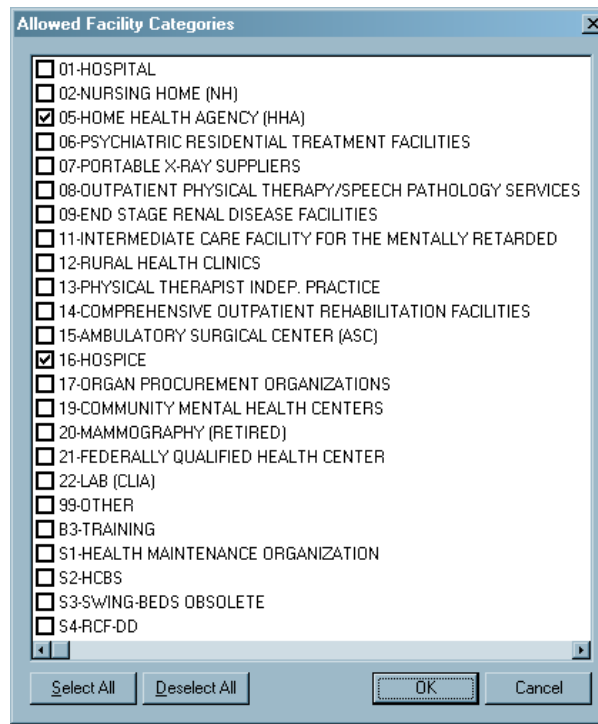 Allowed Facility Categories
01-HOSPITAL
02-NURSING HOME (NH)
05-HOME HEALTH AGENCY (HHA)
06-PSYCHIATRIC RESIDENTIAL TREATMENT FACILITIES
07-PORTABLE X-RAY SUPPLIERS
08-OUTPATIENT PHYSICAL THERAPY/SPEECH PATHOLOGY SERVICES
09-END STAGE RENAL DISEASE FACILITIES
11-INTERMEDIATE CARE FACILITY FOR THE MENTALLY RETARDED
12-RURAL HEALTH CLINICS
13-PHYSICAL THERAPIST INDEP. PRACTICE
14-COMPREHENSIVE OUTPATIENT REHABILITATION FACILITIES
15-AMBULATORY SURGICAL CENTER (ASC)
16-HOSPICE
17-ORGAN PROCUREMENT ORGANIZATIONS
19-COMMUNITY MENTAL HEALTH CENTERS
20-MAMMOGRAPHY (RETIRED)
21-FEDERALLY QUALIFIED HEALTH CENTER
22-LAB (CLIA)
99-OTHER
B3-TRAINING
S1-HEALTH MAINTENANCE ORGANIZATION
S2-HCBS
S3-SWING-BEDS OBSOLETE
S4-RCF-DD
Select All Deselect All OK Cancel